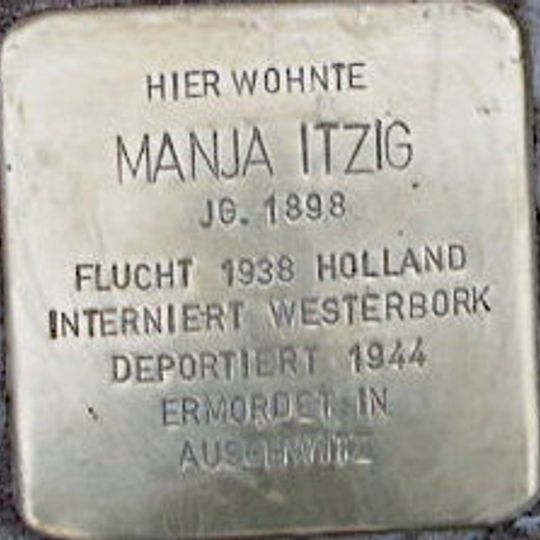 HIER WOHNTE
MANJA ITZIG
JG. 1898
FLUCHT 1938 HOLLAND
INTERNIERT WESTERBORK
DEPORTIERT 1944
ERMORDET IN
AUSCHWITZ